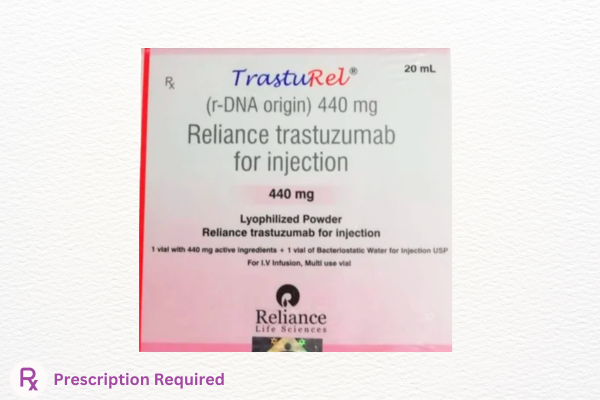 Rx
TrastuRel®
20 mL
(r-DNA origin) 440 mg
Reliance trastuzumab
for injection
440 mg
Lyophilized Powder
Reliance trastuzumab for injection
1 vial with 440 mg active ingredients + 1 vial of Bacteriostatic Water for Injection USP
For I.V Infusion, Multi use vial
Reliance
Life Sciences
Rx Prescription Required